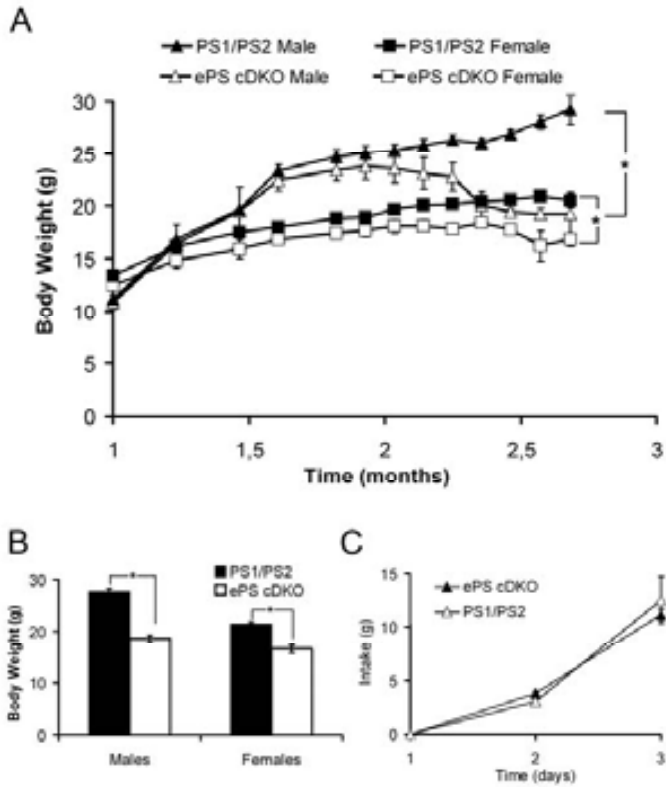 A
PS1/PS2 Male PS1/PS2 Female
ePS cDKO Male ePS cDKO Female
Body Weight (g)
30
25
20
15
10
5
0
*
*
1 1,5 2 2,5 3
Time (months)
B
PS1/PS2
ePS cDKO
Body Weight (g)
30
20
10
0
*
*
Males Females
C
ePS cDKO
PS1/PS2
Intake (g)
15
10
5
0
1 2 3
Time (days)